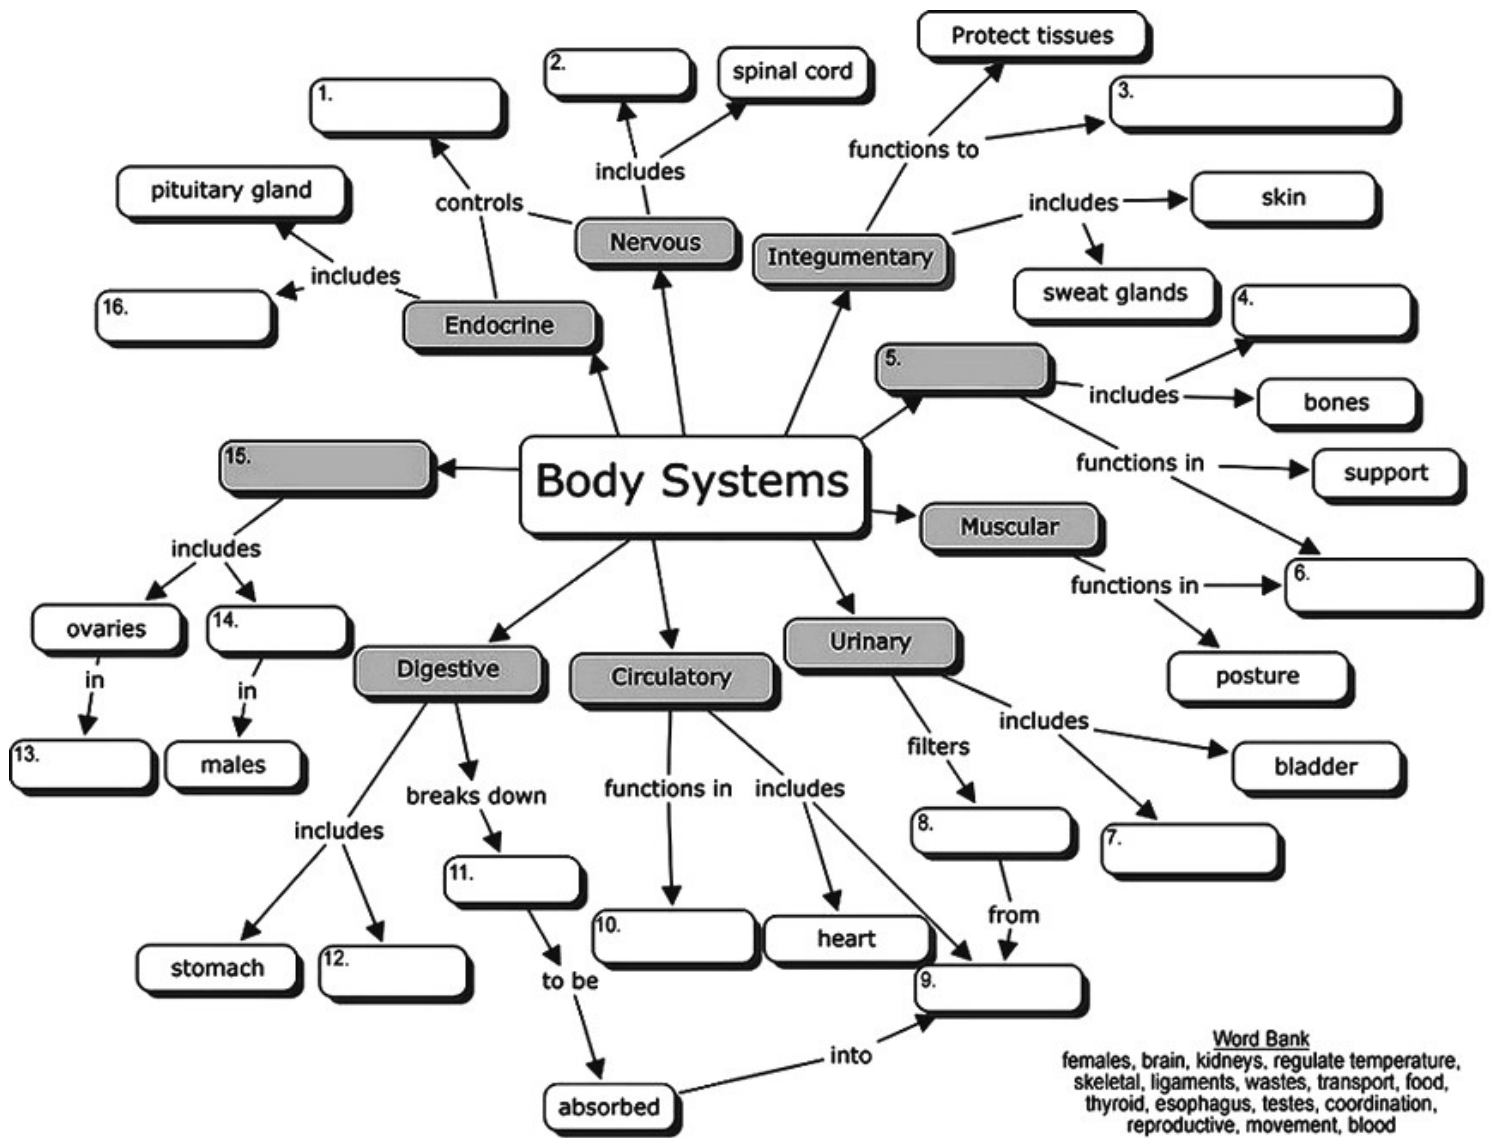 Protect tissues
2.
spinal cord
1.
3.
functions to
includes
pituitary gland
controls
includes
skin
Nervous
Integumentary
includes
sweat glands
16.
Endocrine
4.
5.
includes
bones
15.
Body Systems
functions in
support
Muscular
includes
functions in
6.
ovaries
14.
Urinary
Digestive
Circulatory
posture
in
in
includes
13.
males
filters
bladder
breaks down
functions in
includes
includes
8.
7.
11.
from
stomach
12.
10.
heart
9.
to be
into
absorbed
Word Bank
females, brain, kidneys, regulate temperature,
skeletal, ligaments, wastes, transport, food,
thyroid, esophagus, testes, coordination,
reproductive, movement, blood